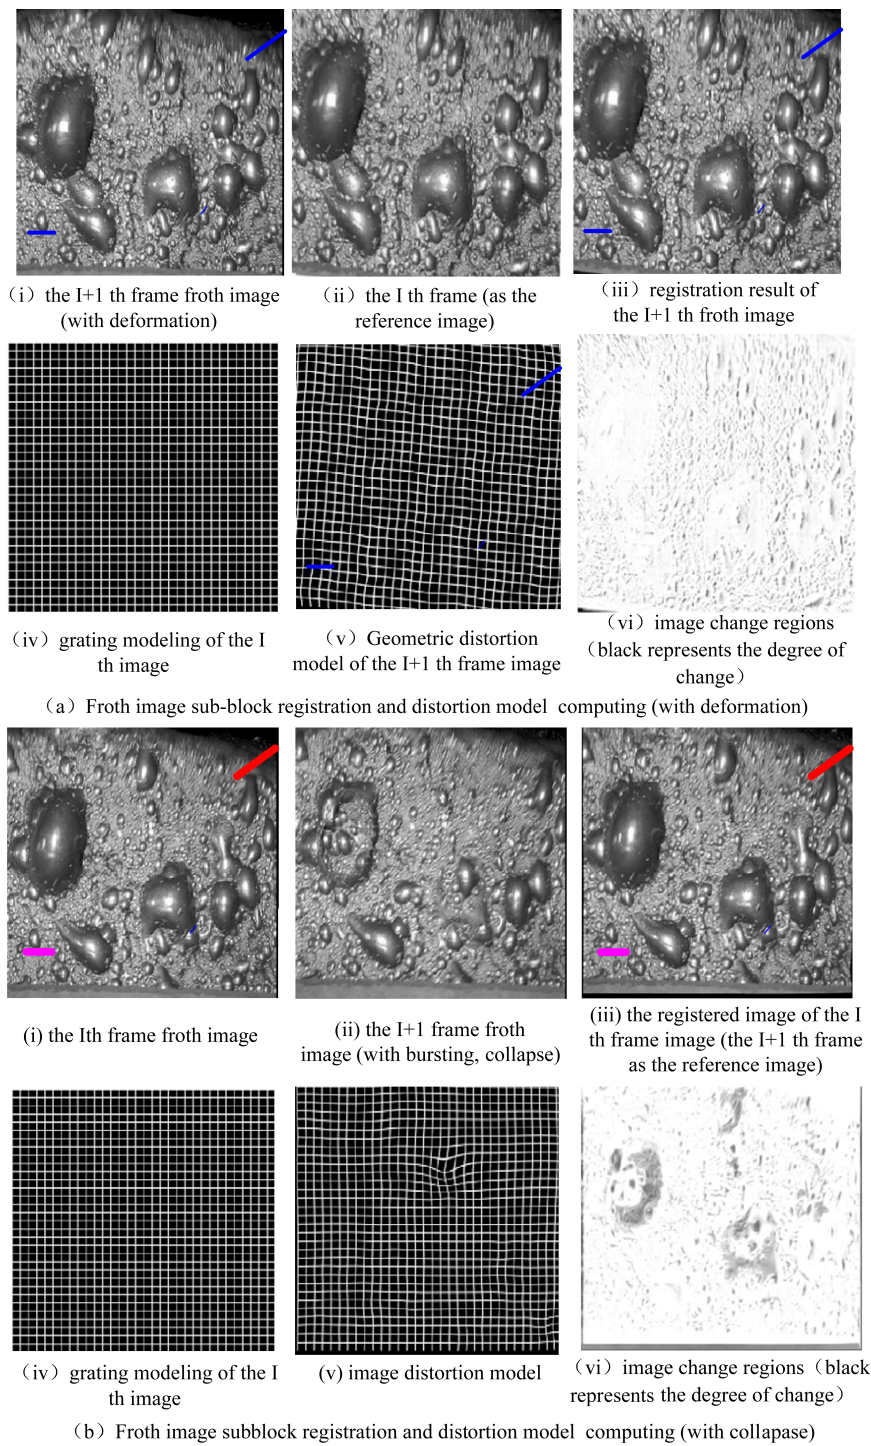 （i）the I+1 th frame froth image
(with deformation)
（ii）the I th frame (as the
reference image)
（iii）registration result of
the I+1 th froth image
（iv）grating modeling of the I
th image
（v）Geometric distortion
model of the I+1 th frame image
（vi）image change regions
（black represents the degree of
change）
（a）Froth image sub-block registration and distortion model computing (with deformation)
(i) the Ith frame froth image
(ii) the I+1 frame froth
image (with bursting, collapse)
(iii) the registered image of the I
th frame image (the I+1 th frame
as the reference image)
（iv）grating modeling of the I
th image
(v) image distortion model
（vi）image change regions（black
represents the degree of change）
（b）Froth image subblock registration and distortion model computing (with collapase)